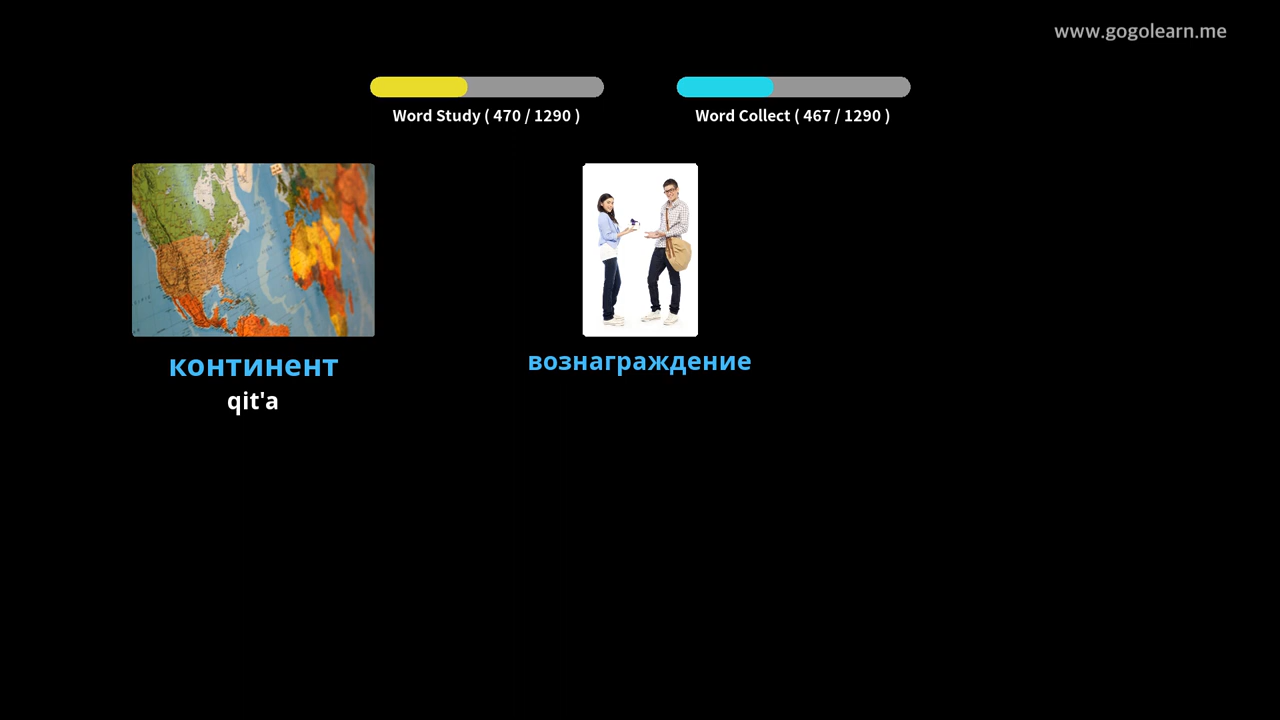 www.gogolearn.me
Word Study ( 470 / 1290 )
Word Collect ( 467 / 1290 )
континент
qit'a
вознаграждение